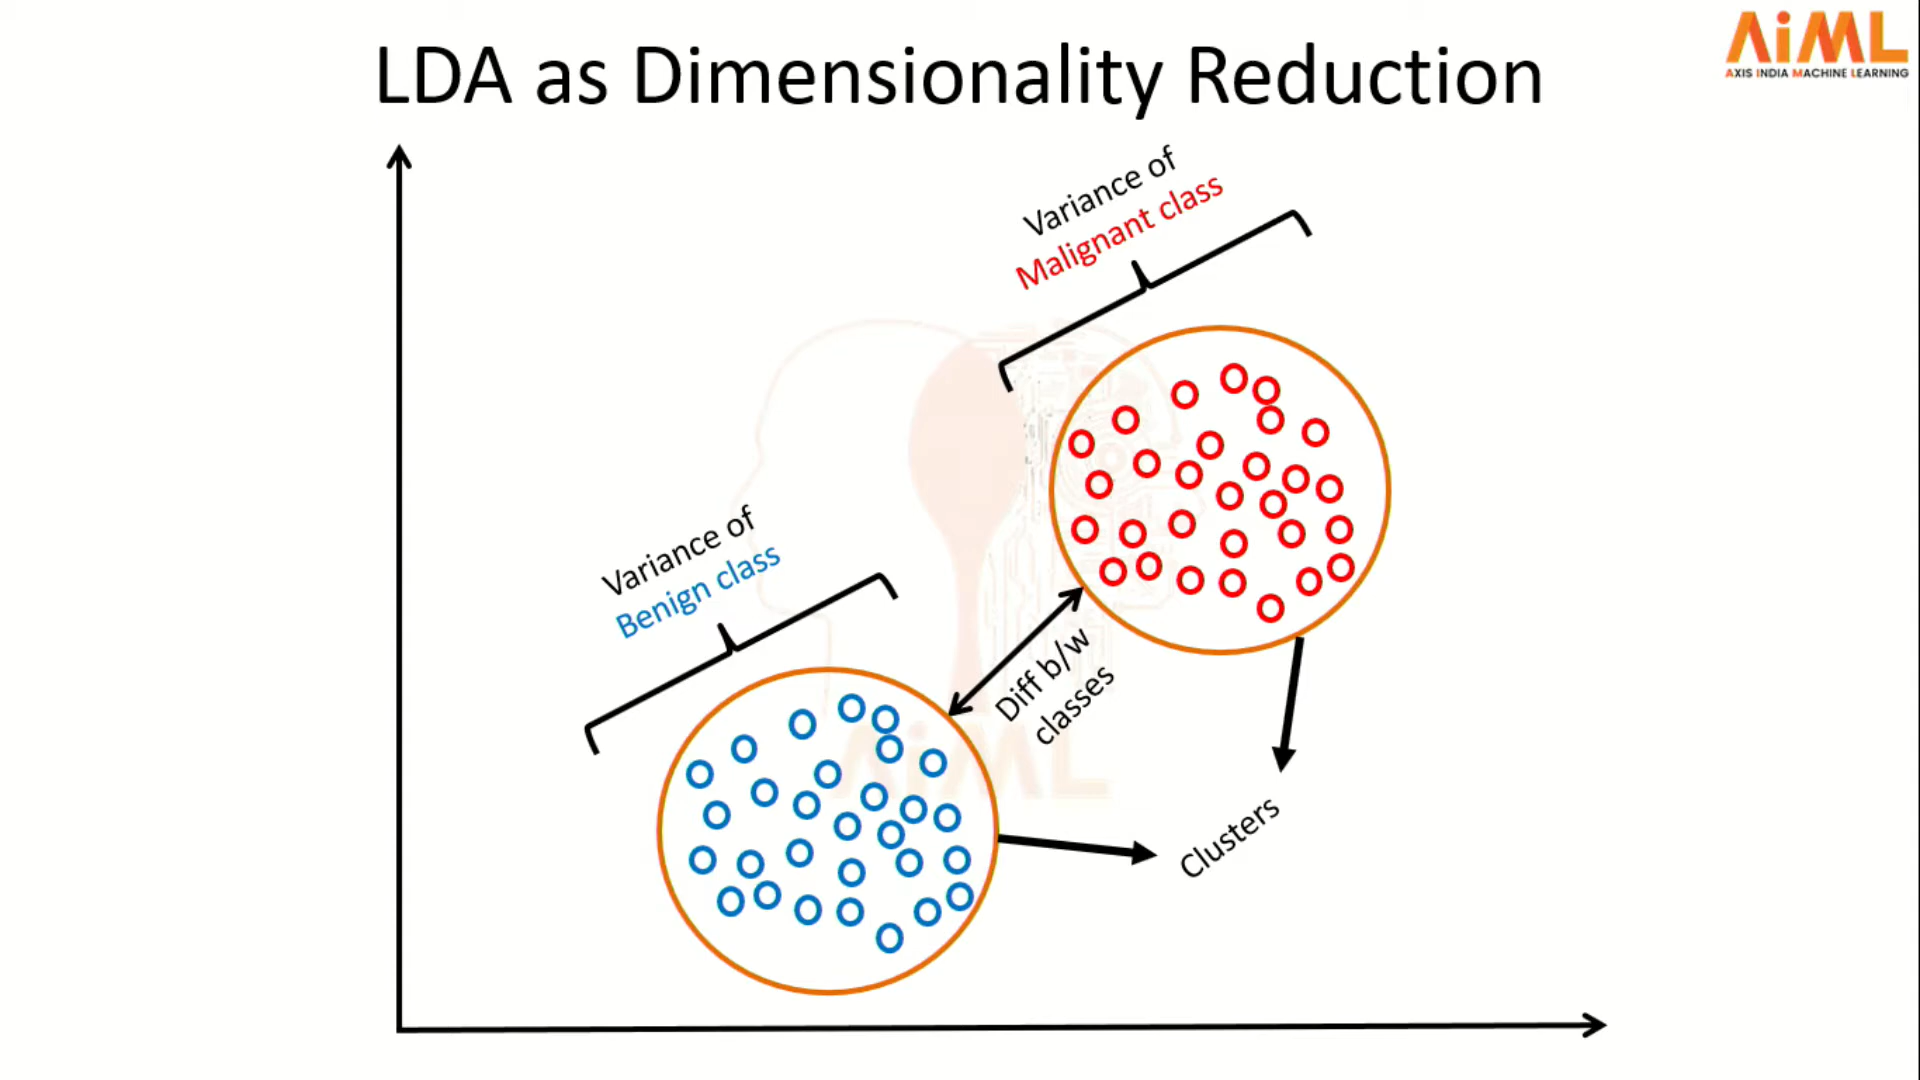 LDA as Dimensionality Reduction
AiML
AXIS INDIA MACHINE LEARNING
Variance of
Malignant class
Variance of
Benign class
Diff b/w
classes
Clusters
AiML